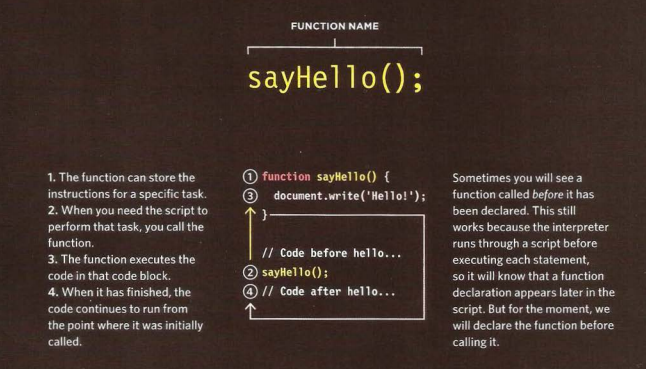 FUNCTION NAME
sayHello();
1. The function can store the
instructions for a specific task.
2. When you need the script to
perform that task, you call the
function.
3. The function executes the
code in that code block.
4. When it has finished, the
code continues to run from
the point where it was initially
called.
1 function sayHello() {
3 document.write('Hello!');
}
// Code before hello...
2 sayHello();
4 // Code after hello...
Sometimes you will see a
function called before it has
been declared. This still
works because the interpreter
runs through a script before
executing each statement,
so it will know that a function
declaration appears later in the
script. But for the moment, we
will declare the function before
calling it.